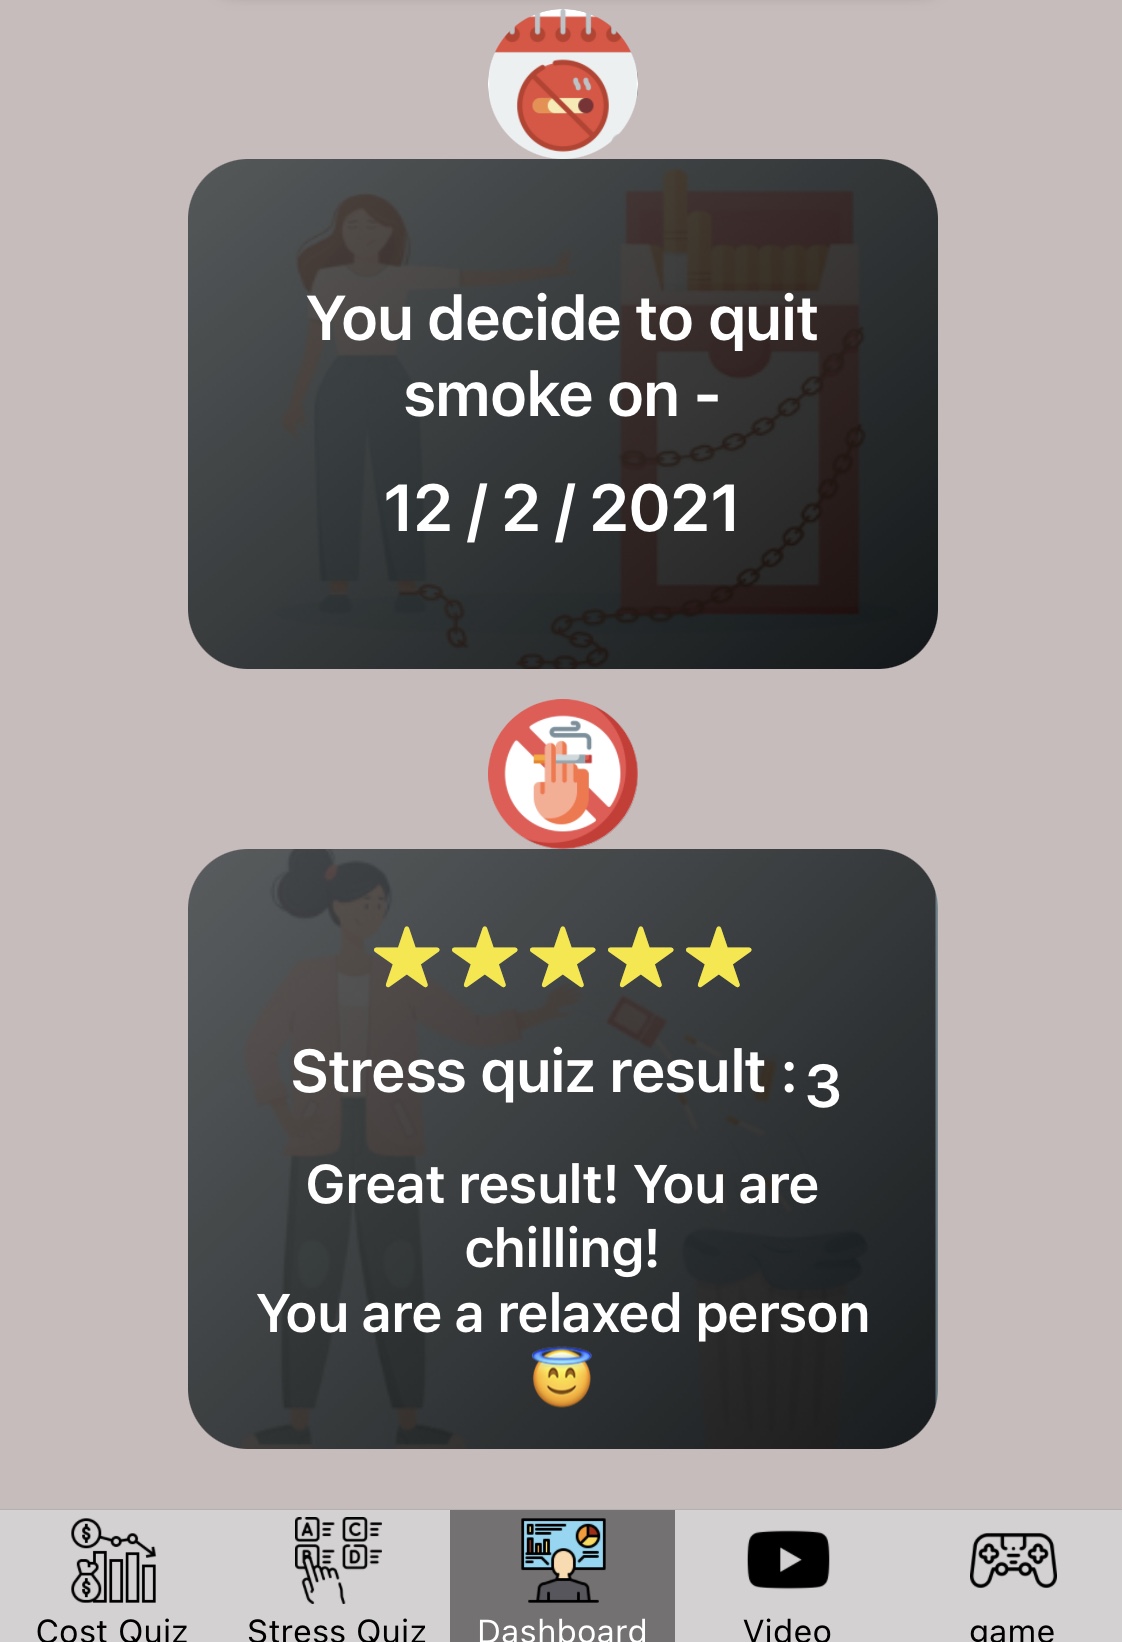 You decide to quit
smoke on -
12 / 2 / 2021
Stress quiz result : 3
Great result! You are
chilling!
You are a relaxed person
😇
A C
B D
Cost Quiz
Stress Quiz
Dashboard
Video
game